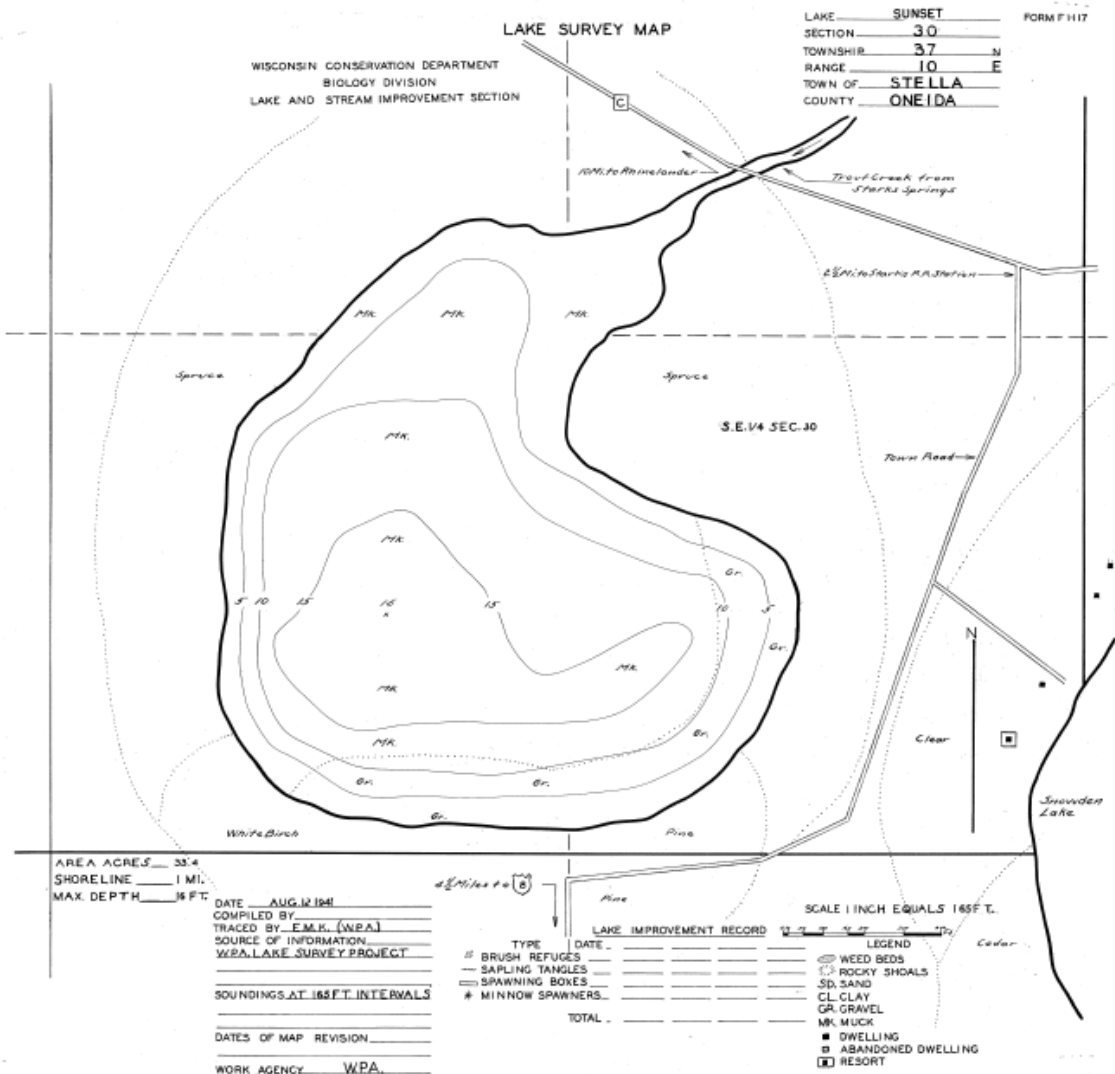 LAKE SURVEY MAP
WISCONSIN CONSERVATION DEPARTMENT
BIOLOGY DIVISION
LAKE AND STREAM IMPROVEMENT SECTION
LAKE SUNSET
SECTION 30
TOWNSHIP 37 N
RANGE 10 E
TOWN OF STELLA
COUNTY ONEIDA
FORM F 1117
C
10Mi.to Rhinelander
Trout Creek from
Starks Springs
Mi to Starks R.R. Station
MK MK MK
Spruce
Spruce
MK.
S.E.1/4 SEC.30
Town Road
MK
Gr.
5 10 15 16 15 10 5
Gr.
N
MK
MK
Gr.
Clear
MK.
Gr. Gr.
Snowden
Lake
Gr.
White Birch
Pine
AREA ACRES 33.4
SHORELINE 1 MI.
MAX. DEPTH 16 FT.
4½ Miles to 8
Pine
Cedar
DATE AUG. 12 1941
COMPILED BY
TRACED BY E.M.K. (W.P.A.)
SOURCE OF INFORMATION
W.P.A. LAKE SURVEY PROJECT
SOUNDINGS AT 165 FT. INTERVALS
DATES OF MAP REVISION
WORK AGENCY W.P.A.
LAKE IMPROVEMENT RECORD
TYPE DATE
BRUSH REFUGES
SAPLING TANGLES
SPAWNING BOXES
MINNOW SPAWNERS
TOTAL
SCALE 1 INCH EQUALS 165 FT.
LEGEND
WEED BEDS
ROCKY SHOALS
SD. SAND
CL. CLAY
GR. GRAVEL
MK. MUCK
DWELLING
ABANDONED DWELLING
RESORT